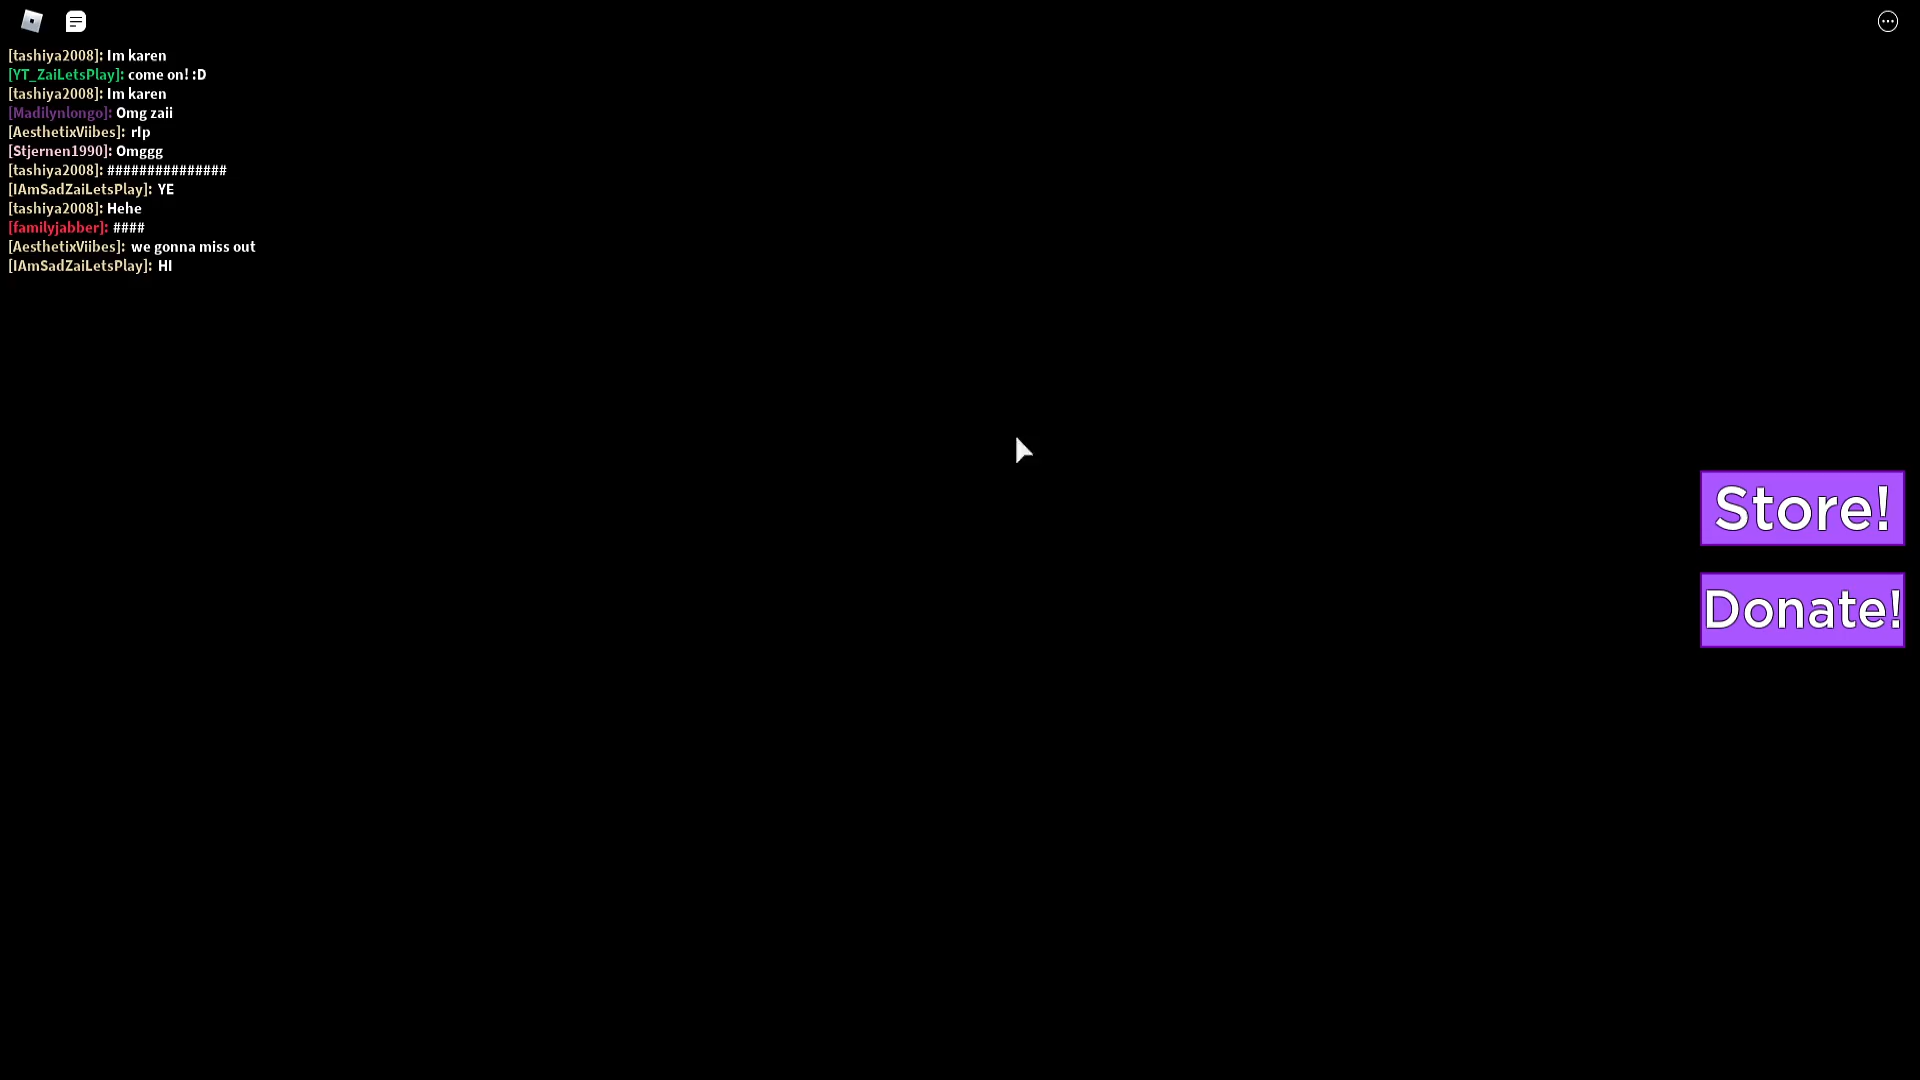 [tashiya2008]: Im karen
[YT_ZaiLetsPlay]: come on! :D
[tashiya2008]: Im karen
[Madilynlongo]: Omg zaii
[AesthetixViibes]: rIp
[Stjernen1990]: Omggg
[tashiya2008]: ###############
[IAmSadZaiLetsPlay]: YE
[tashiya2008]: Hehe
[familyjabber]: ####
[AesthetixViibes]: we gonna miss out
[IAmSadZaiLetsPlay]: HI
Store!
Donate!